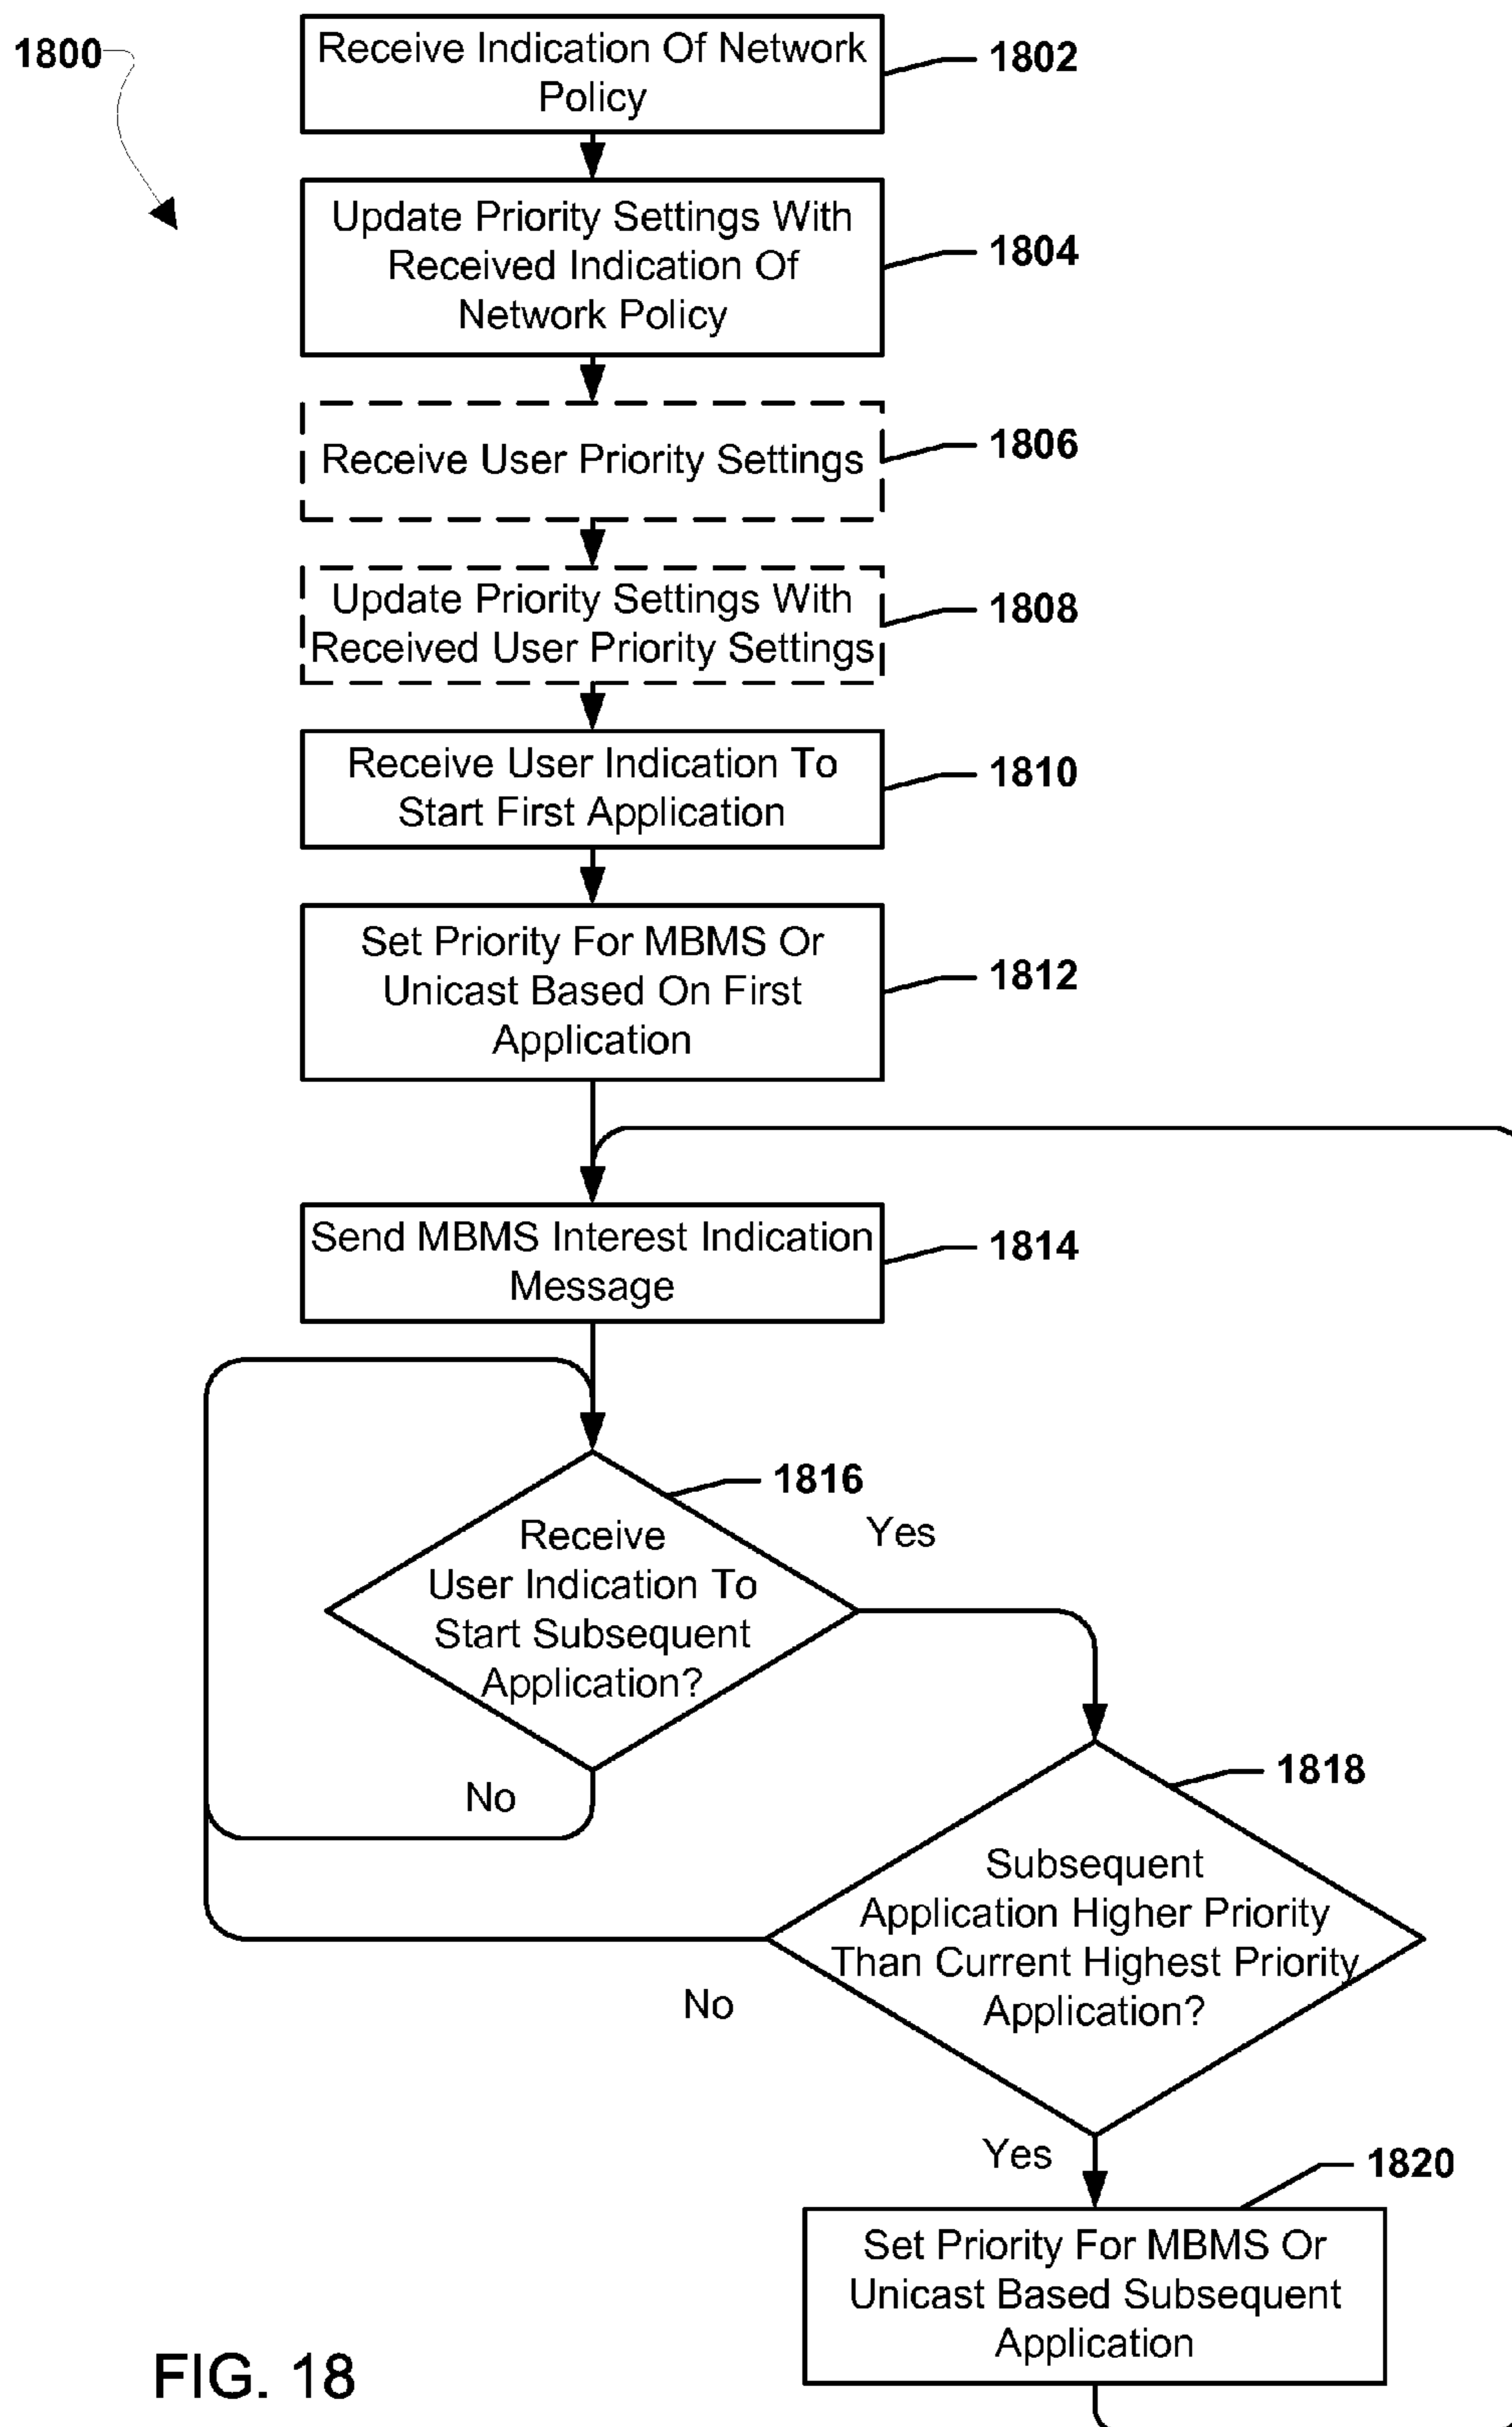 1800
Receive Indication Of Network
Policy
1802
Update Priority Settings With
Received Indication Of
Network Policy
1804
Receive User Priority Settings
1806
Update Priority Settings With
Received User Priority Settings
1808
Receive User Indication To
Start First Application
1810
Set Priority For MBMS Or
Unicast Based On First
Application
1812
Send MBMS Interest Indication
Message
1814
1816
Receive
User Indication To
Start Subsequent
Application?
Yes
No
1818
Subsequent
Application Higher Priority
Than Current Highest Priority
Application?
No
Yes
1820
Set Priority For MBMS Or
Unicast Based Subsequent
Application
FIG. 18